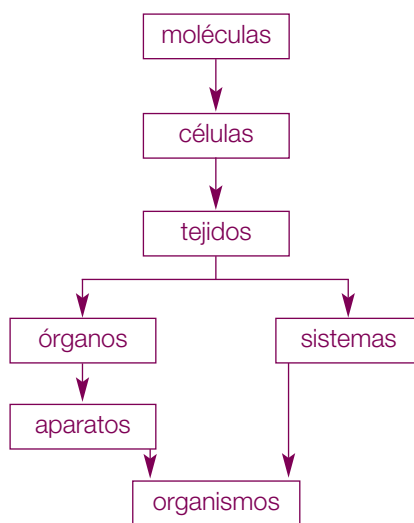 moléculas
células
tejidos
órganos
sistemas
aparatos
organismos